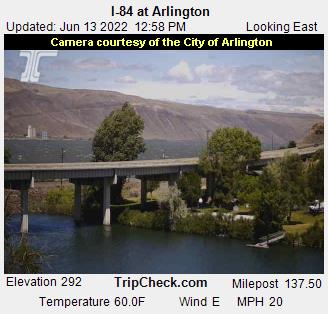 I-84 at Arlington
Updated: Jun 13 2022 12:58 PM Looking East
Camera courtesy of the City of Arlington
Elevation 292 TripCheck.com Milepost 137.50
Temperature 60.0F Wind E MPH 20